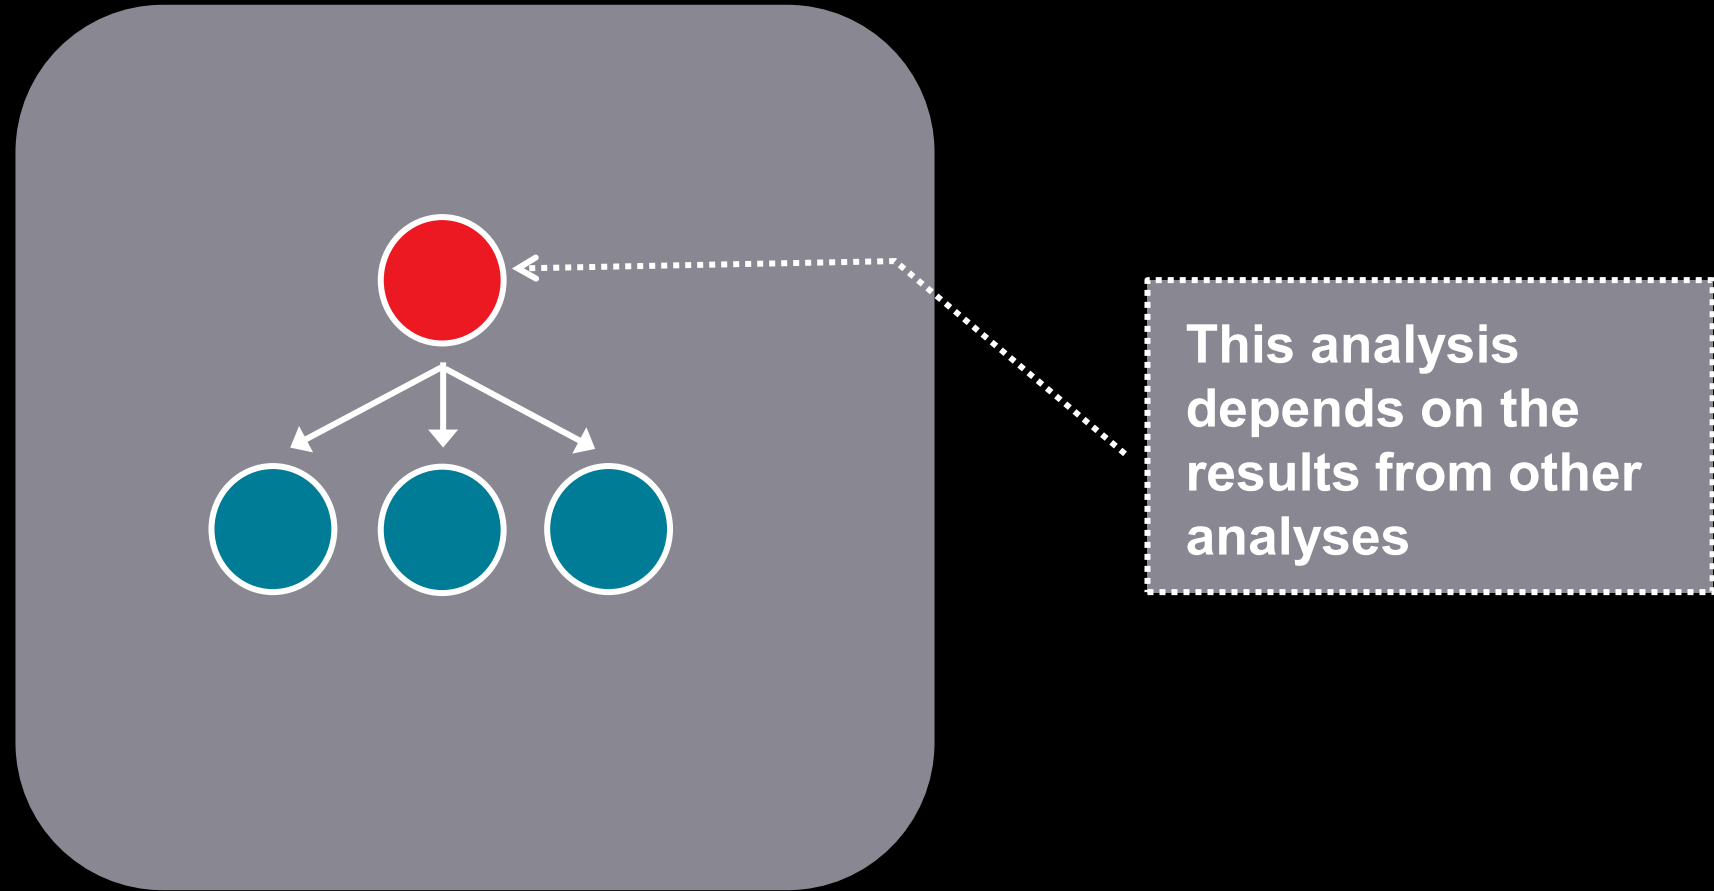 This analysis
depends on the
results from other
analyses